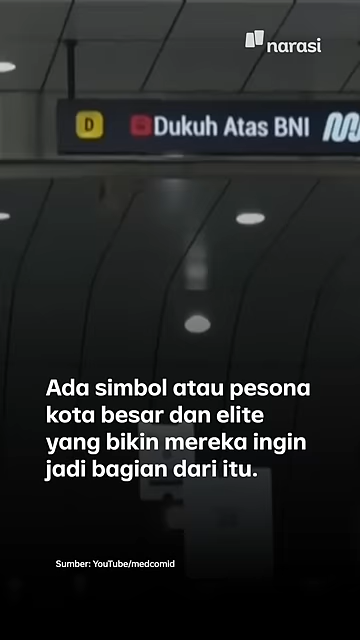 narasi
D Dukuh Atas BNI
Ada simbol atau pesona
kota besar dan elite
yang bikin mereka ingin
jadi bagian dari itu.
Sumber: YouTube/medcomid